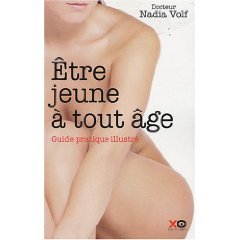 Docteur
Nadia Volf
Être
jeune
à tout âge
Guide pratique illustré
XO